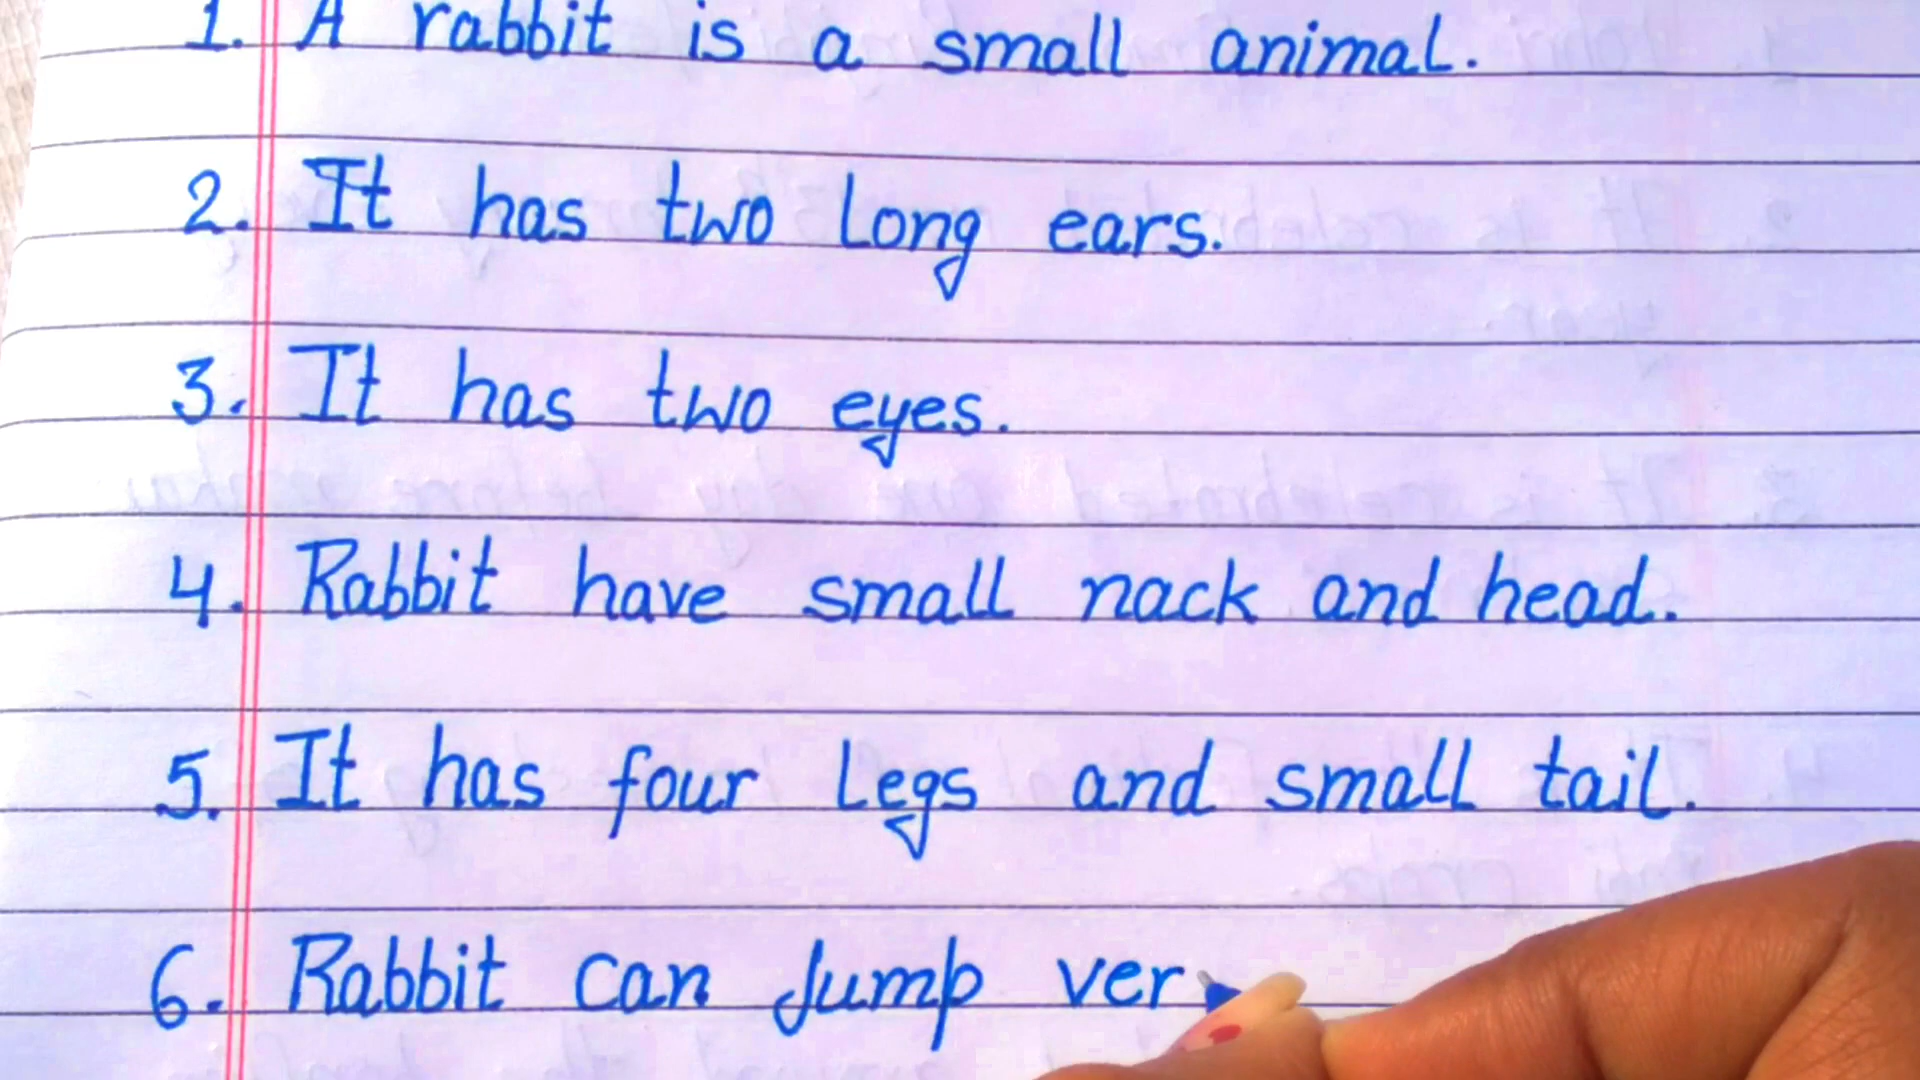 1. A rabbit is a small animal.
2. It has two long ears.
3. It has two eyes.
4. Rabbit have small nack and head.
5. It has four legs and small tail.
6. Rabbit can Jump ver